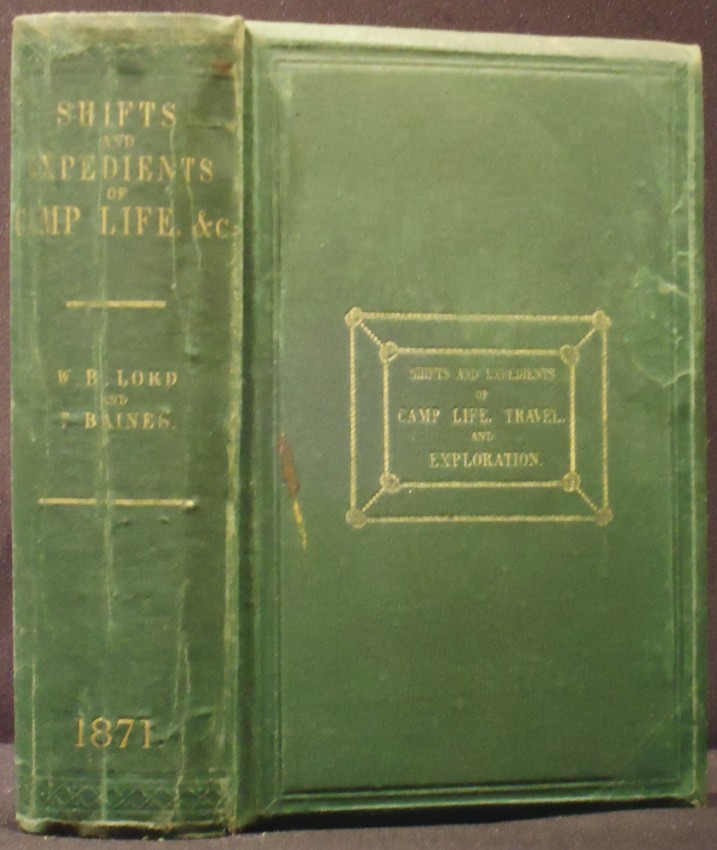 SHIFTS
AND
EXPEDIENTS
OF
CAMP LIFE, &c.
W. B. LORD
AND
T BAINES.
1871.
SHIFTS AND EXPEDIENTS
OF
CAMP LIFE, TRAVEL,
AND
EXPLORATION.